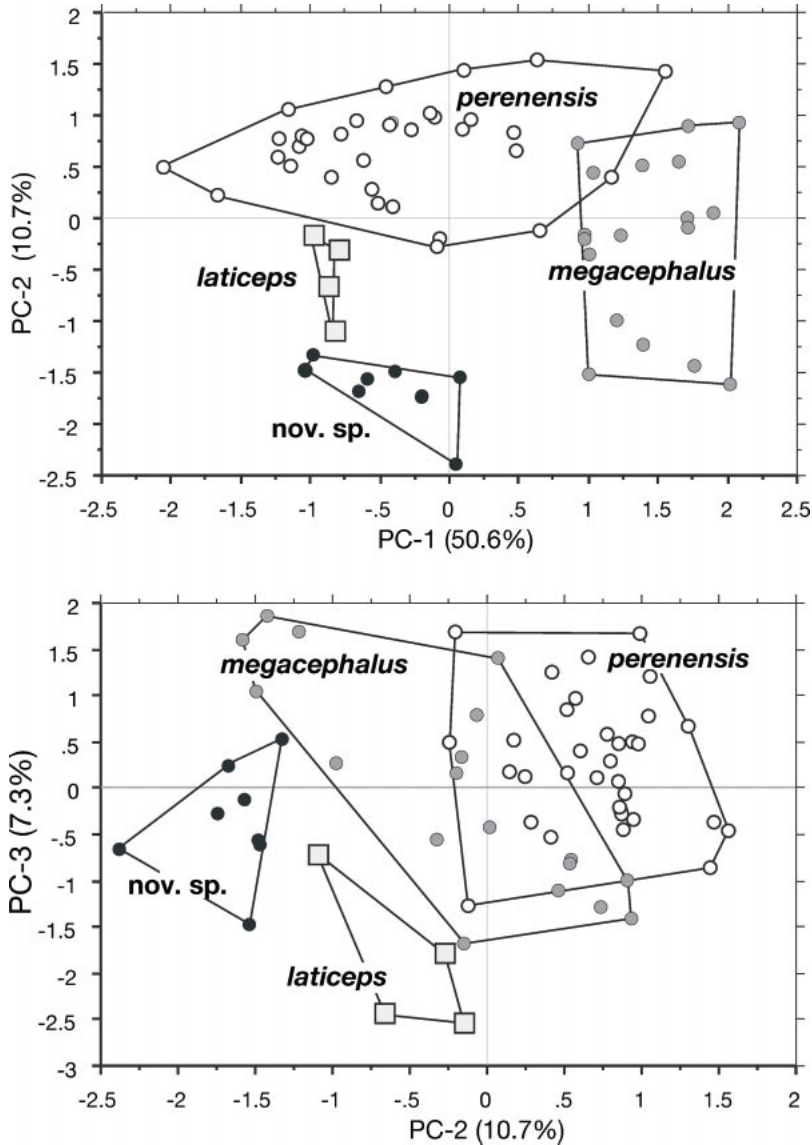 2
1.5
1
.5
0
-.5
-1
-1.5
-2
-2.5
PC-2 (10.7%)
perenensis
laticeps
megacephalus
nov. sp.
-2.5 -2 -1.5 -1 -.5 0 .5 1 1.5 2 2.5
PC-1 (50.6%)
2
1.5
1
.5
0
-.5
-1
-1.5
-2
-2.5
-3
PC-3 (7.3%)
megacephalus
perenensis
nov. sp.
laticeps
-2.5 -2 -1.5 -1 -.5 0 .5 1 1.5 2
PC-2 (10.7%)